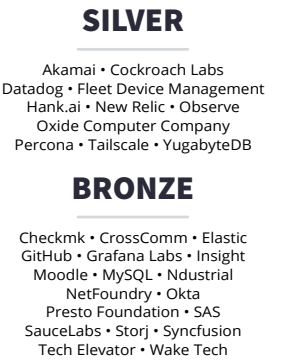 SILVER
Akamai • Cockroach Labs
Datadog • Fleet Device Management
Hank.ai • New Relic • Observe
Oxide Computer Company
Percona • Tailscale • YugabyteDB
BRONZE
Checkmk • CrossComm • Elastic
GitHub • Grafana Labs • Insight
Moodle • MySQL • Ndustrial
NetFoundry • Okta
Presto Foundation • SAS
SauceLabs • Storj • Syncfusion
Tech Elevator • Wake Tech